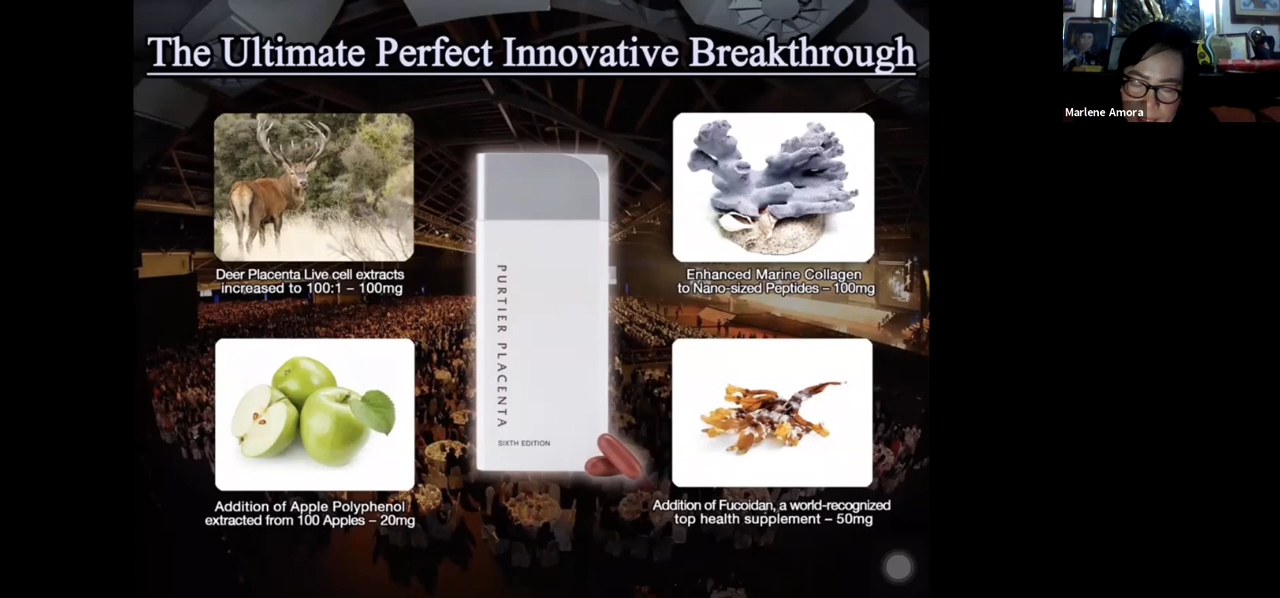 The Ultimate Perfect Innovative Breakthrough
Marlene Amora
Deer Placenta Live cell extracts
increased to 100:1 – 100mg
Enhanced Marine Collagen
to Nano-sized Peptides – 100mg
PURTIER PLACENTA
SIXTH EDITION
Addition of Apple Polyphenol
extracted from 100 Apples – 20mg
Addition of Fucoidan, a world-recognized
top health supplement – 50mg